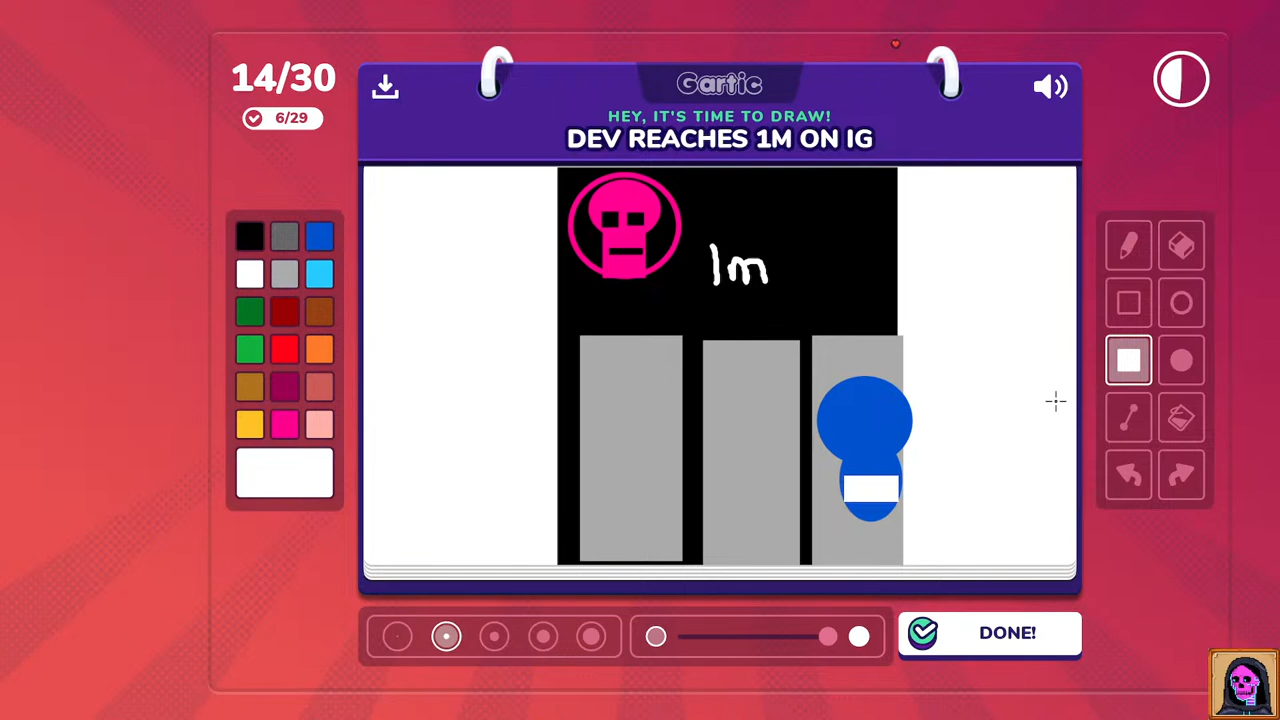 14/30
6/29
Gartic
HEY, IT'S TIME TO DRAW!
DEV REACHES 1M ON IG
1m
DONE!